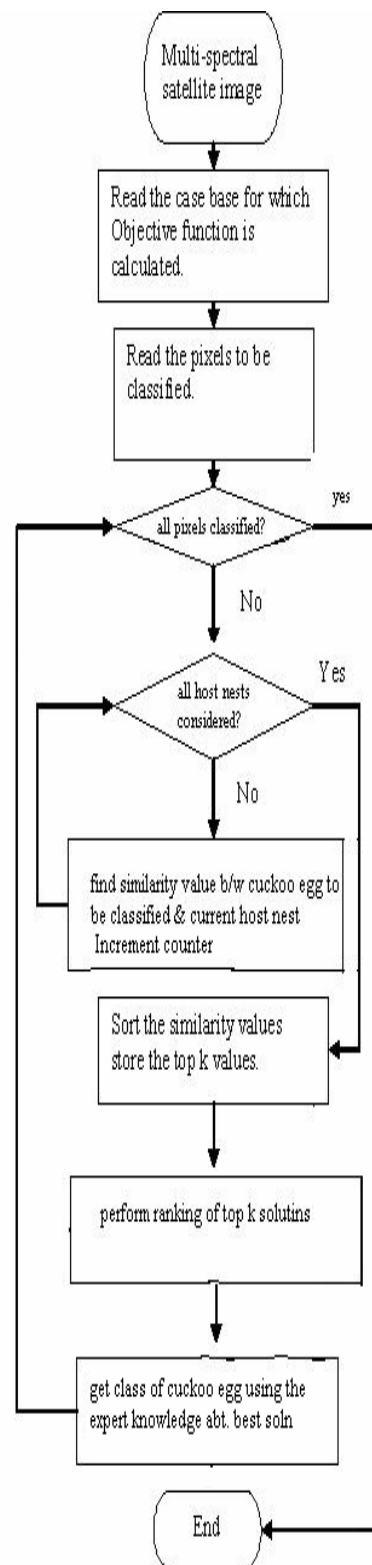 Multi-spectral
satellite image
Read the case base for which
Objective function is
calculated.
Read the pixels to be
classified.
all pixels classified?
yes
No
all host nests
considered?
Yes
No
find similarity value b/w cuckoo egg to
be classified & current host nest
Increment counter
Sort the similarity values
store the top k values.
perform ranking of top k solutins
get class of cuckoo egg using the
expert knowledge abt. best soln
End